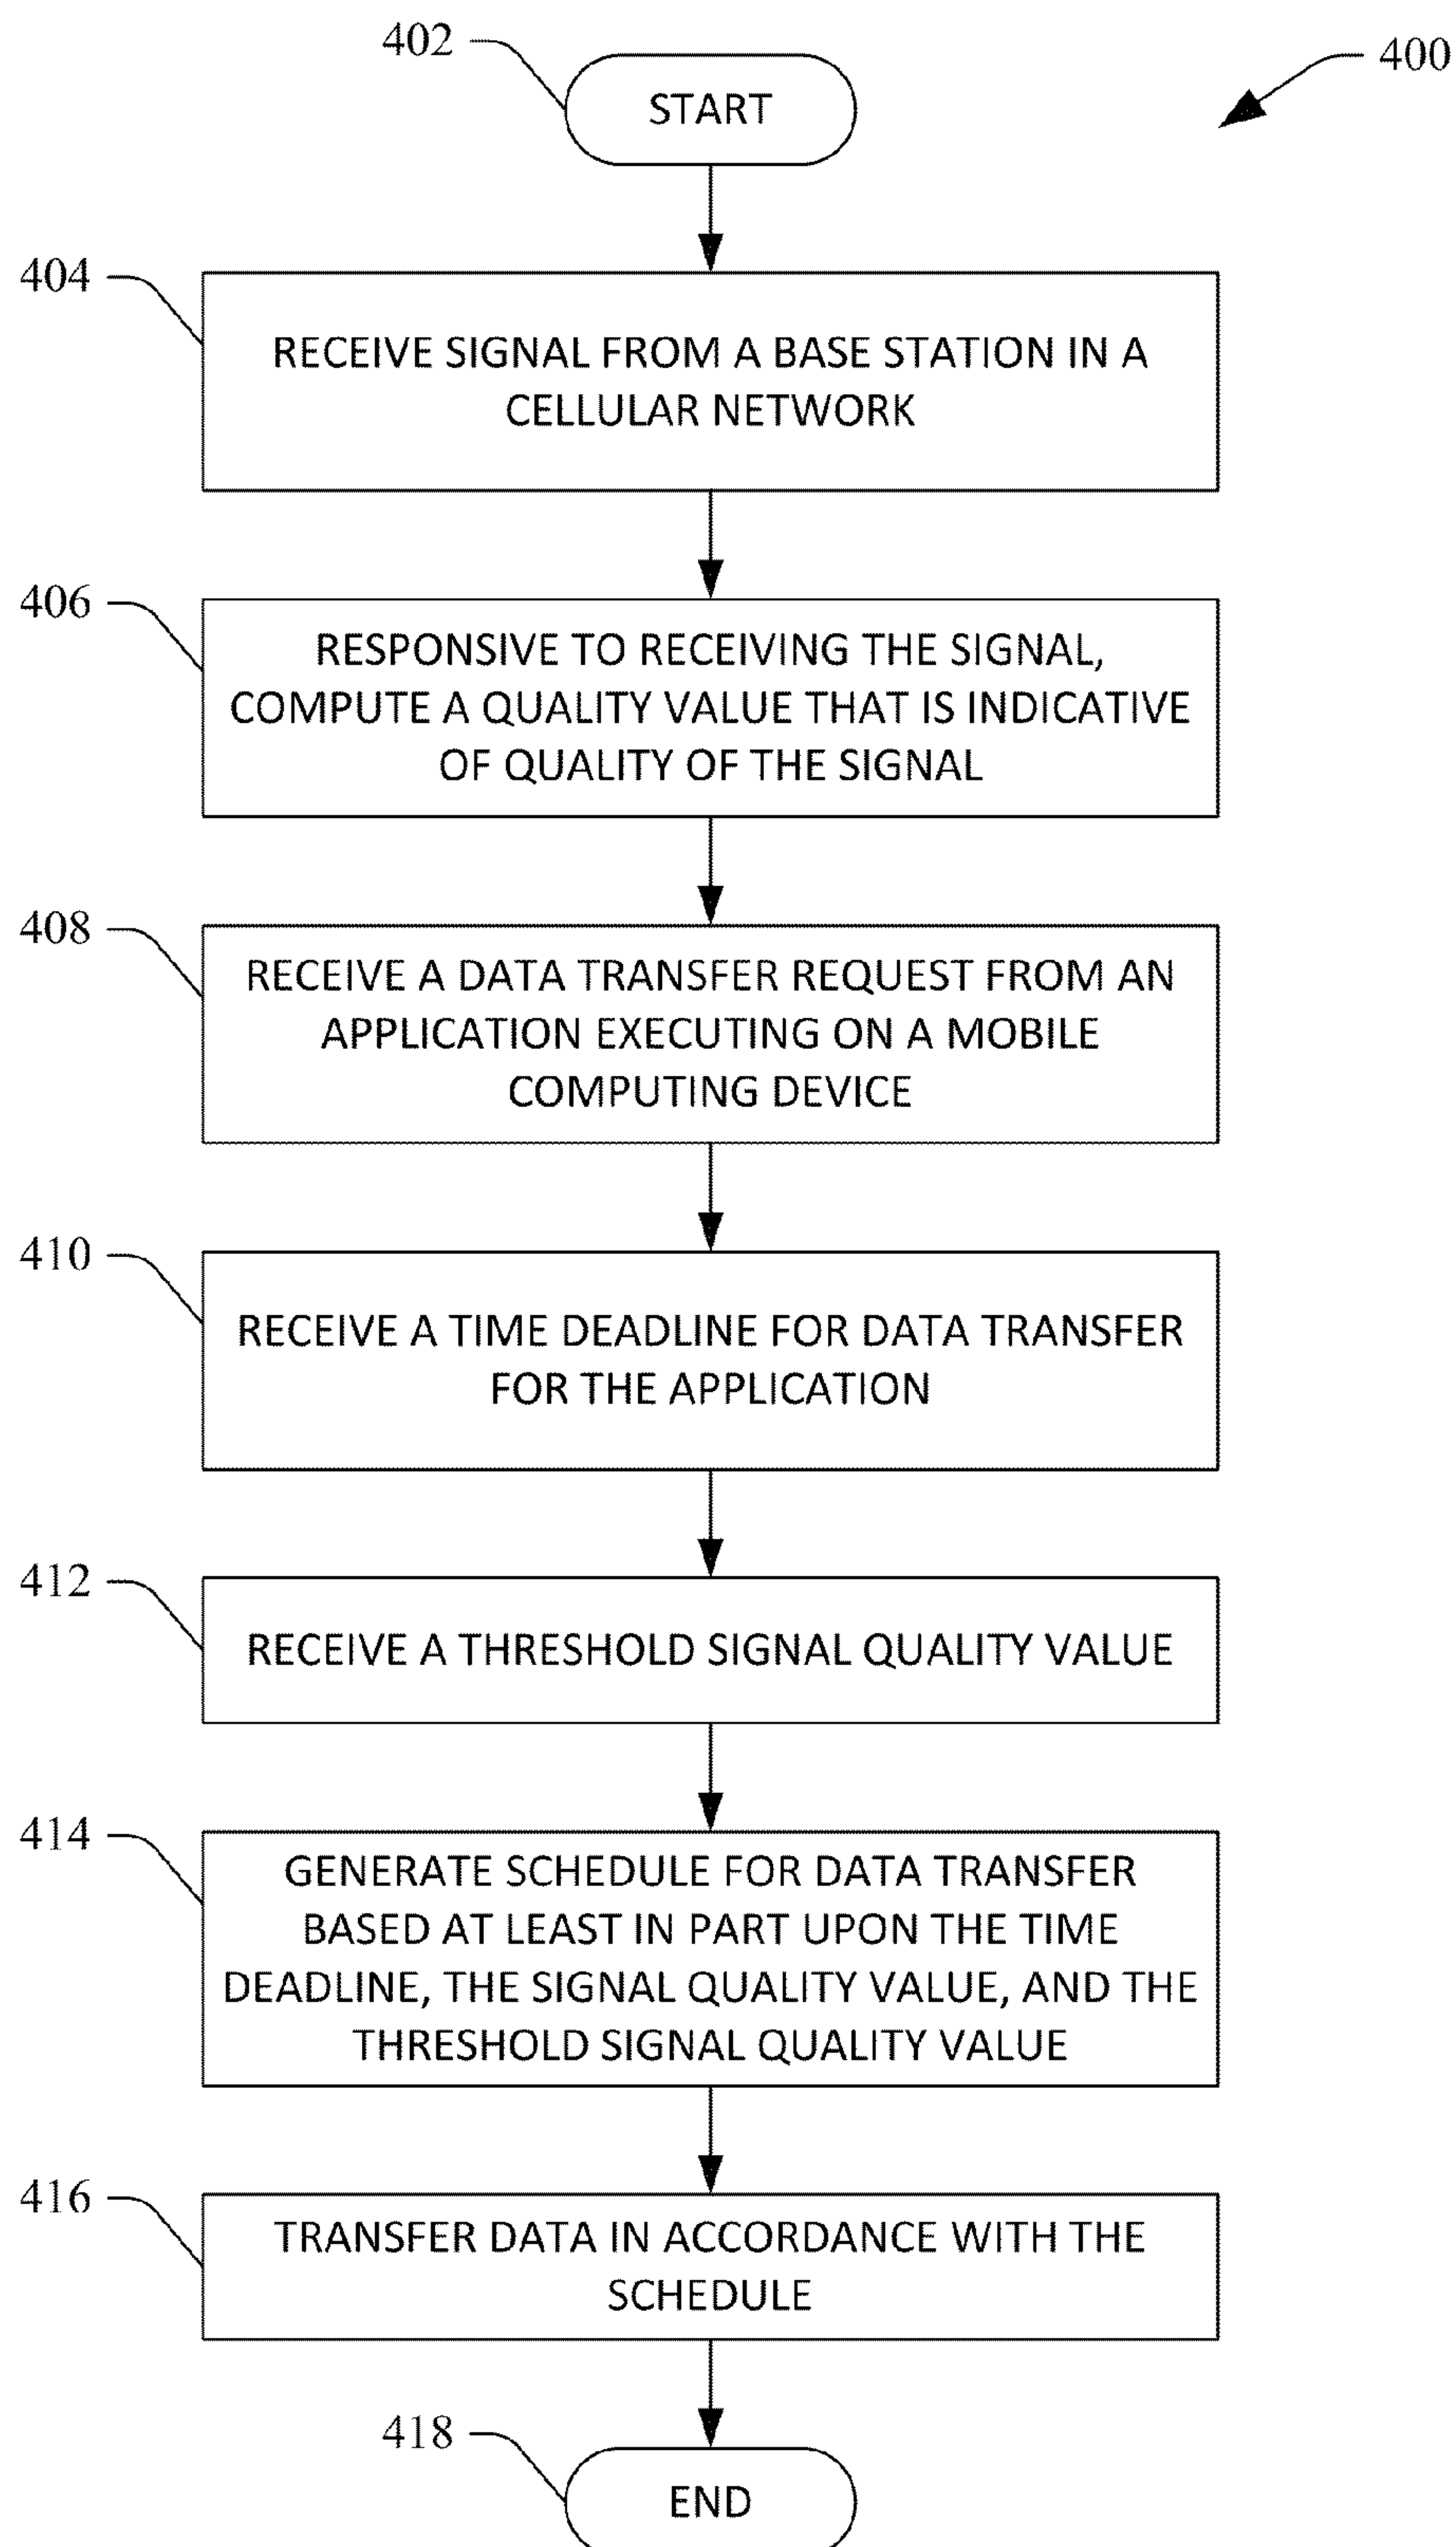 402
START
400
404
RECEIVE SIGNAL FROM A BASE STATION IN A
CELLULAR NETWORK
406
RESPONSIVE TO RECEIVING THE SIGNAL,
COMPUTE A QUALITY VALUE THAT IS INDICATIVE
OF QUALITY OF THE SIGNAL
408
RECEIVE A DATA TRANSFER REQUEST FROM AN
APPLICATION EXECUTING ON A MOBILE
COMPUTING DEVICE
410
RECEIVE A TIME DEADLINE FOR DATA TRANSFER
FOR THE APPLICATION
412
RECEIVE A THRESHOLD SIGNAL QUALITY VALUE
414
GENERATE SCHEDULE FOR DATA TRANSFER
BASED AT LEAST IN PART UPON THE TIME
DEADLINE, THE SIGNAL QUALITY VALUE, AND THE
THRESHOLD SIGNAL QUALITY VALUE
416
TRANSFER DATA IN ACCORDANCE WITH THE
SCHEDULE
418
END